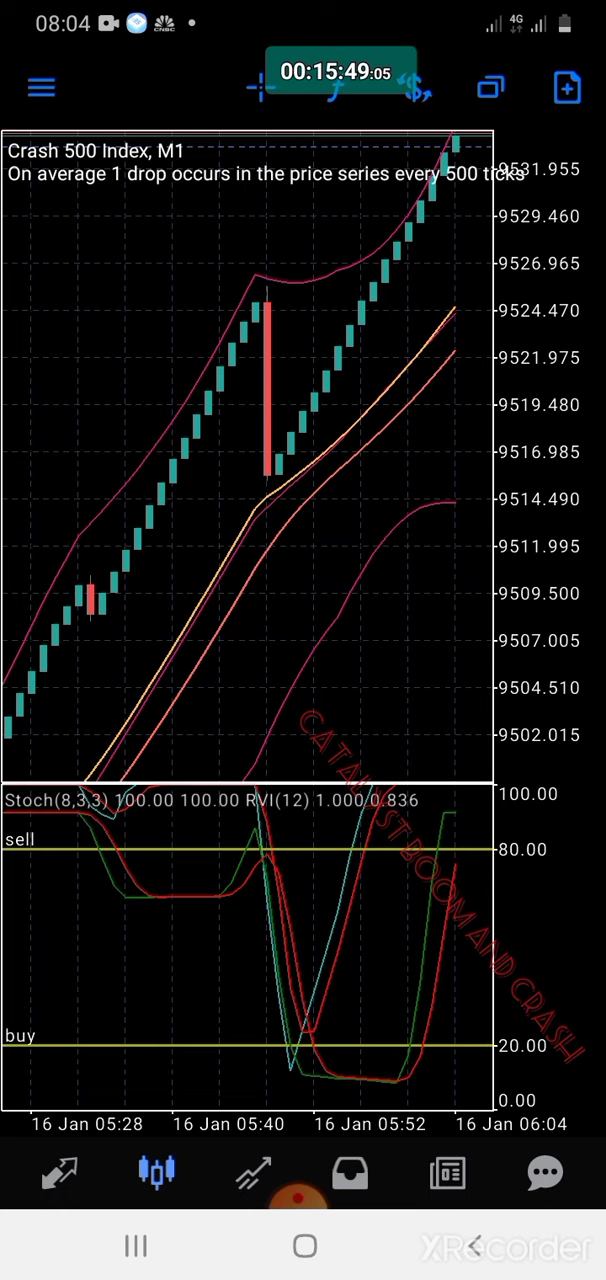 08:04
CNBC
4G
00:15:49:05
Crash 500 Index, M1
On average 1 drop occurs in the price series every 500 ticks
9531.955
9529.460
9526.965
9524.470
9521.975
9519.480
9516.985
9514.490
9511.995
9509.500
9507.005
9504.510
9502.015
CATALYST BOOM AND CRASH
Stoch(8,3,3) 100.00 100.00 RVI(12) 1.000 0.836
100.00
sell
80.00
buy
20.00
0.00
16 Jan 05:28
16 Jan 05:40
16 Jan 05:52
16 Jan 06:04
XRecorder